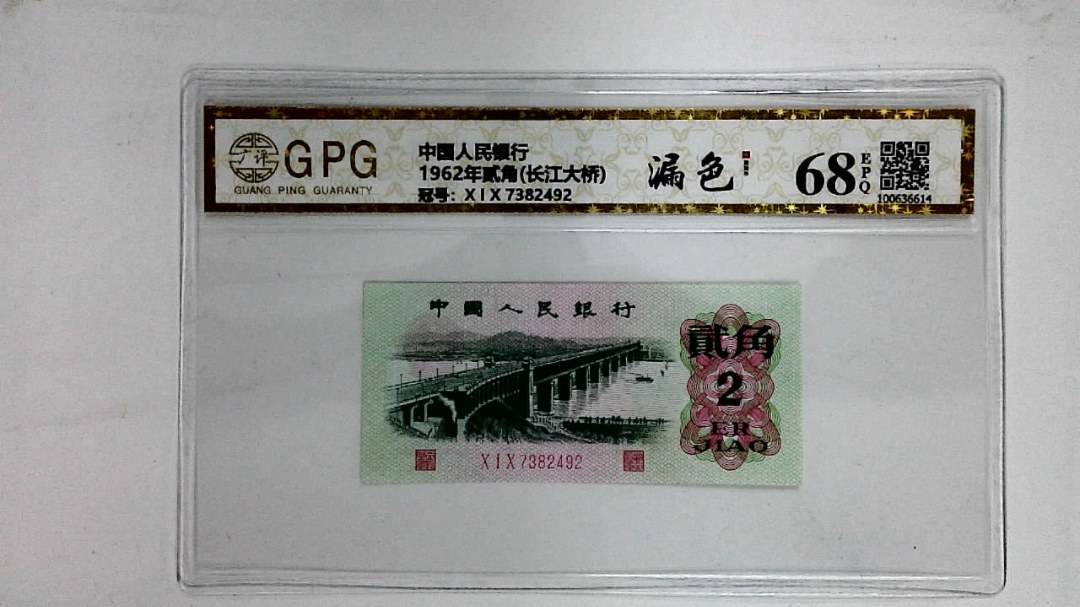 广评
GPG
GUANG PING GUARANTY
中国人民银行
1962年贰角(长江大桥)
冠号: X I X 7382492
漏色
68
EPQ
100636614
中國人民銀行
貳角
2
ER
JIAO
X I X 7382492